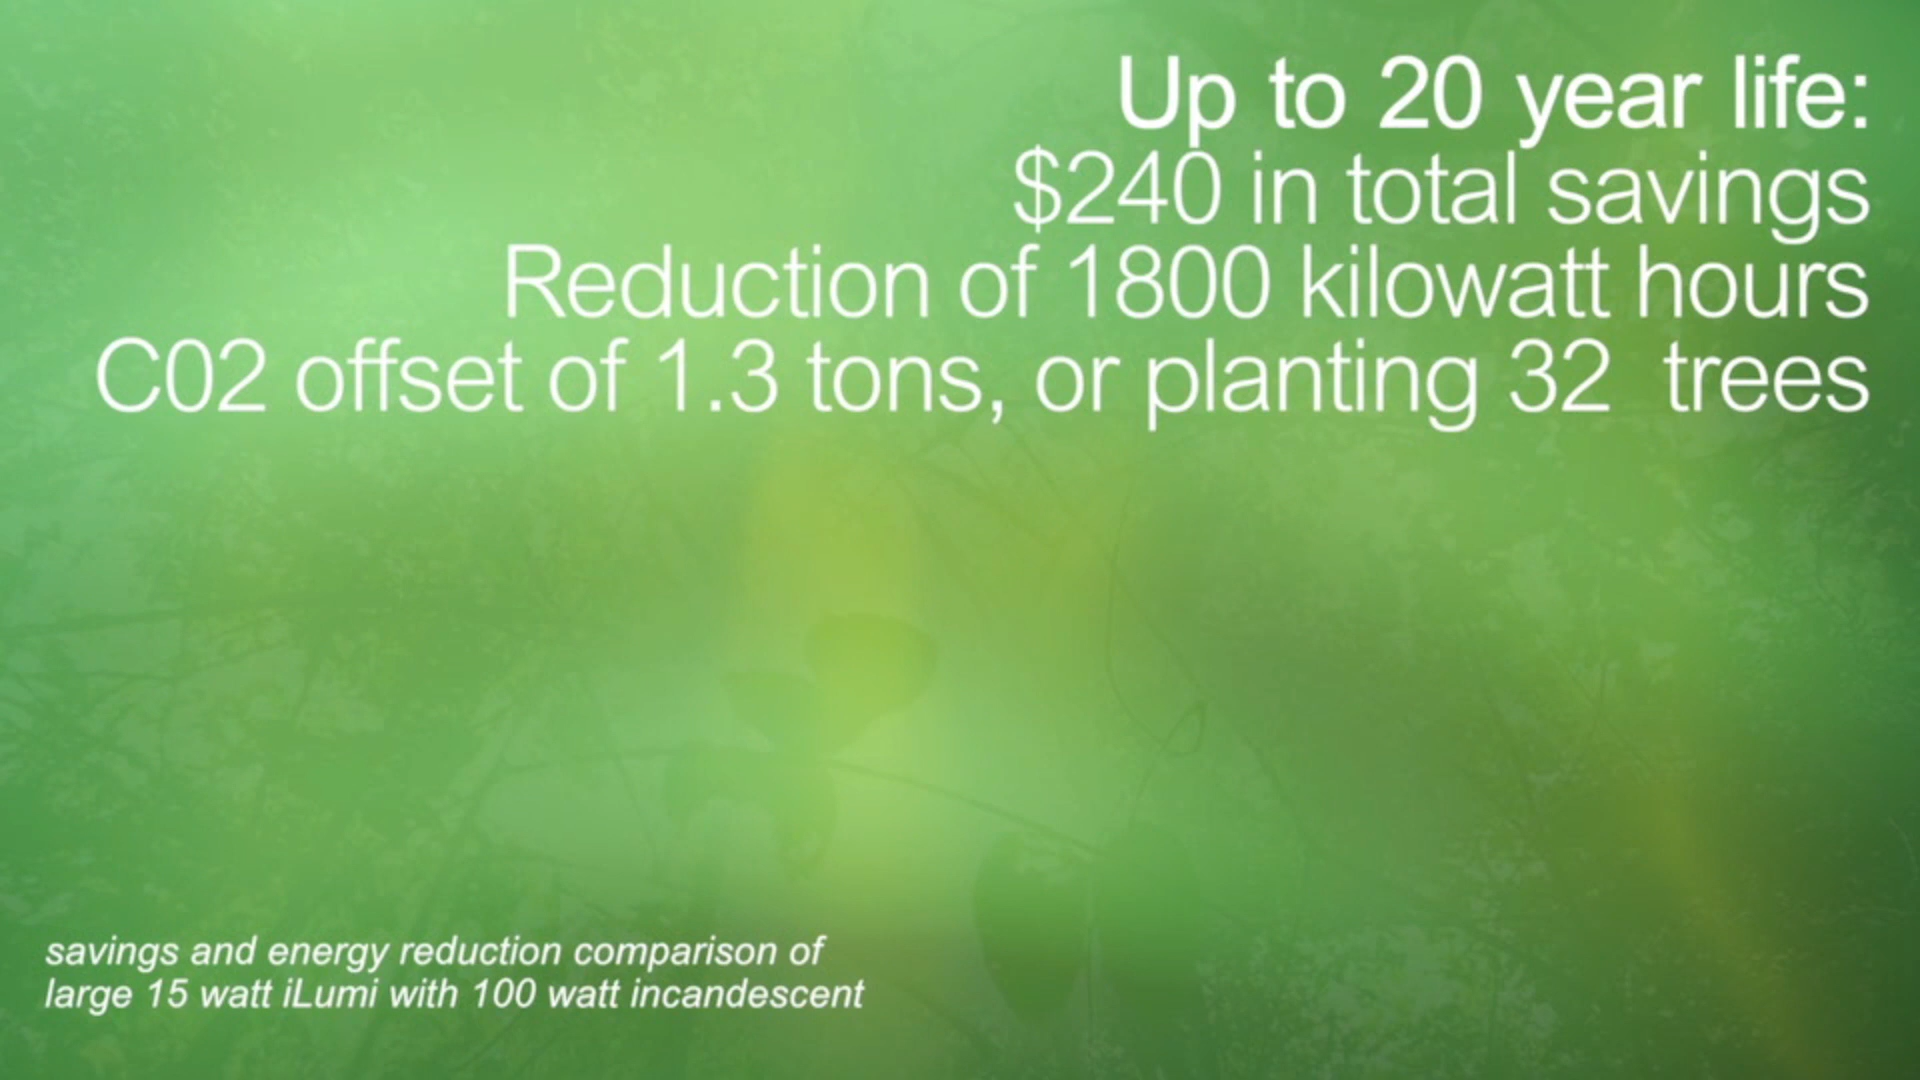 Up to 20 year life:
$240 in total savings
Reduction of 1800 kilowatt hours
C02 offset of 1.3 tons, or planting 32 trees
savings and energy reduction comparison of
large 15 watt iLumi with 100 watt incandescent